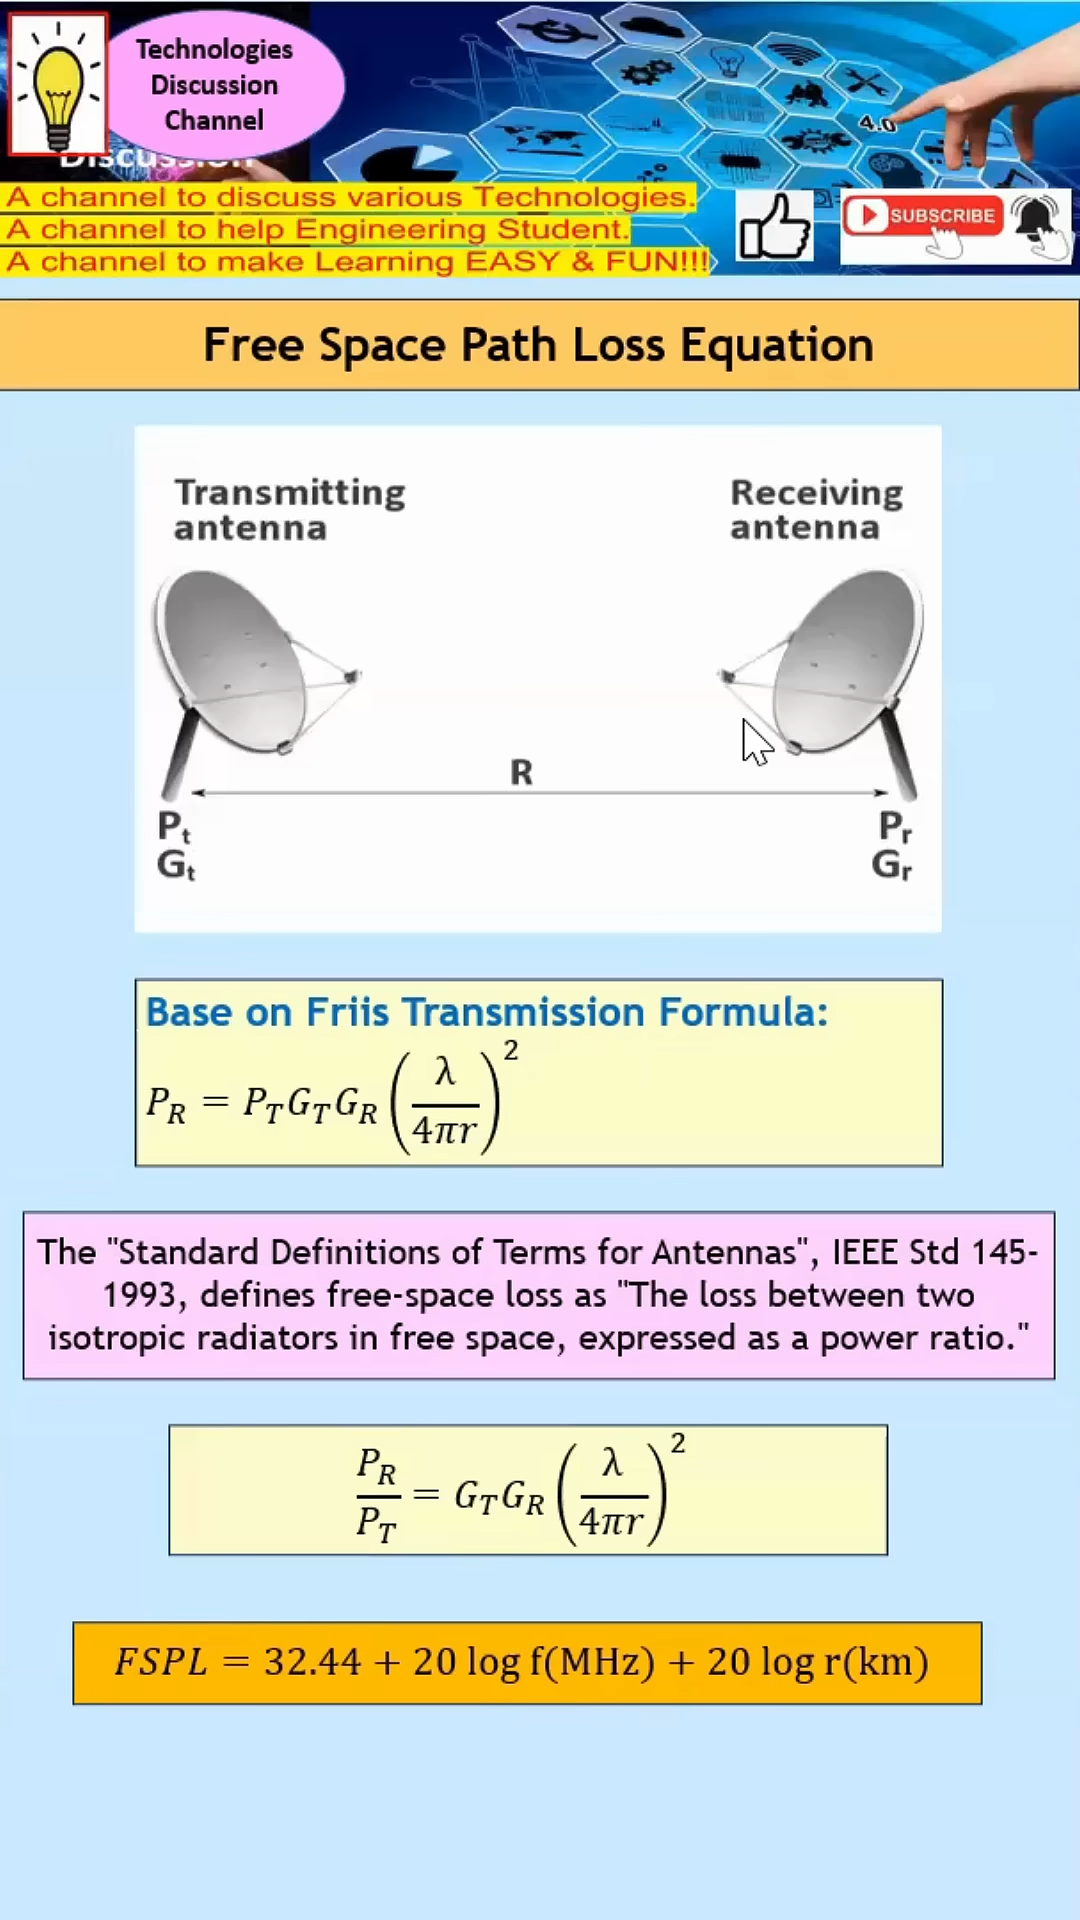 Technologies
Discussion
Channel
Discussion
4.0
A channel to discuss various Technologies.
A channel to help Engineering Student.
A channel to make Learning EASY & FUN!!!
SUBSCRIBE
Free Space Path Loss Equation
Transmitting
antenna
Receiving
antenna
R
Pt
Gt
Pr
Gr
Base on Friis Transmission Formula:
P_R = P_T G_T G_R (λ / 4πr)^2
The "Standard Definitions of Terms for Antennas", IEEE Std 145-
1993, defines free-space loss as "The loss between two
isotropic radiators in free space, expressed as a power ratio."
P_R / P_T = G_T G_R (λ / 4πr)^2
FSPL = 32.44 + 20 log f(MHz) + 20 log r(km)